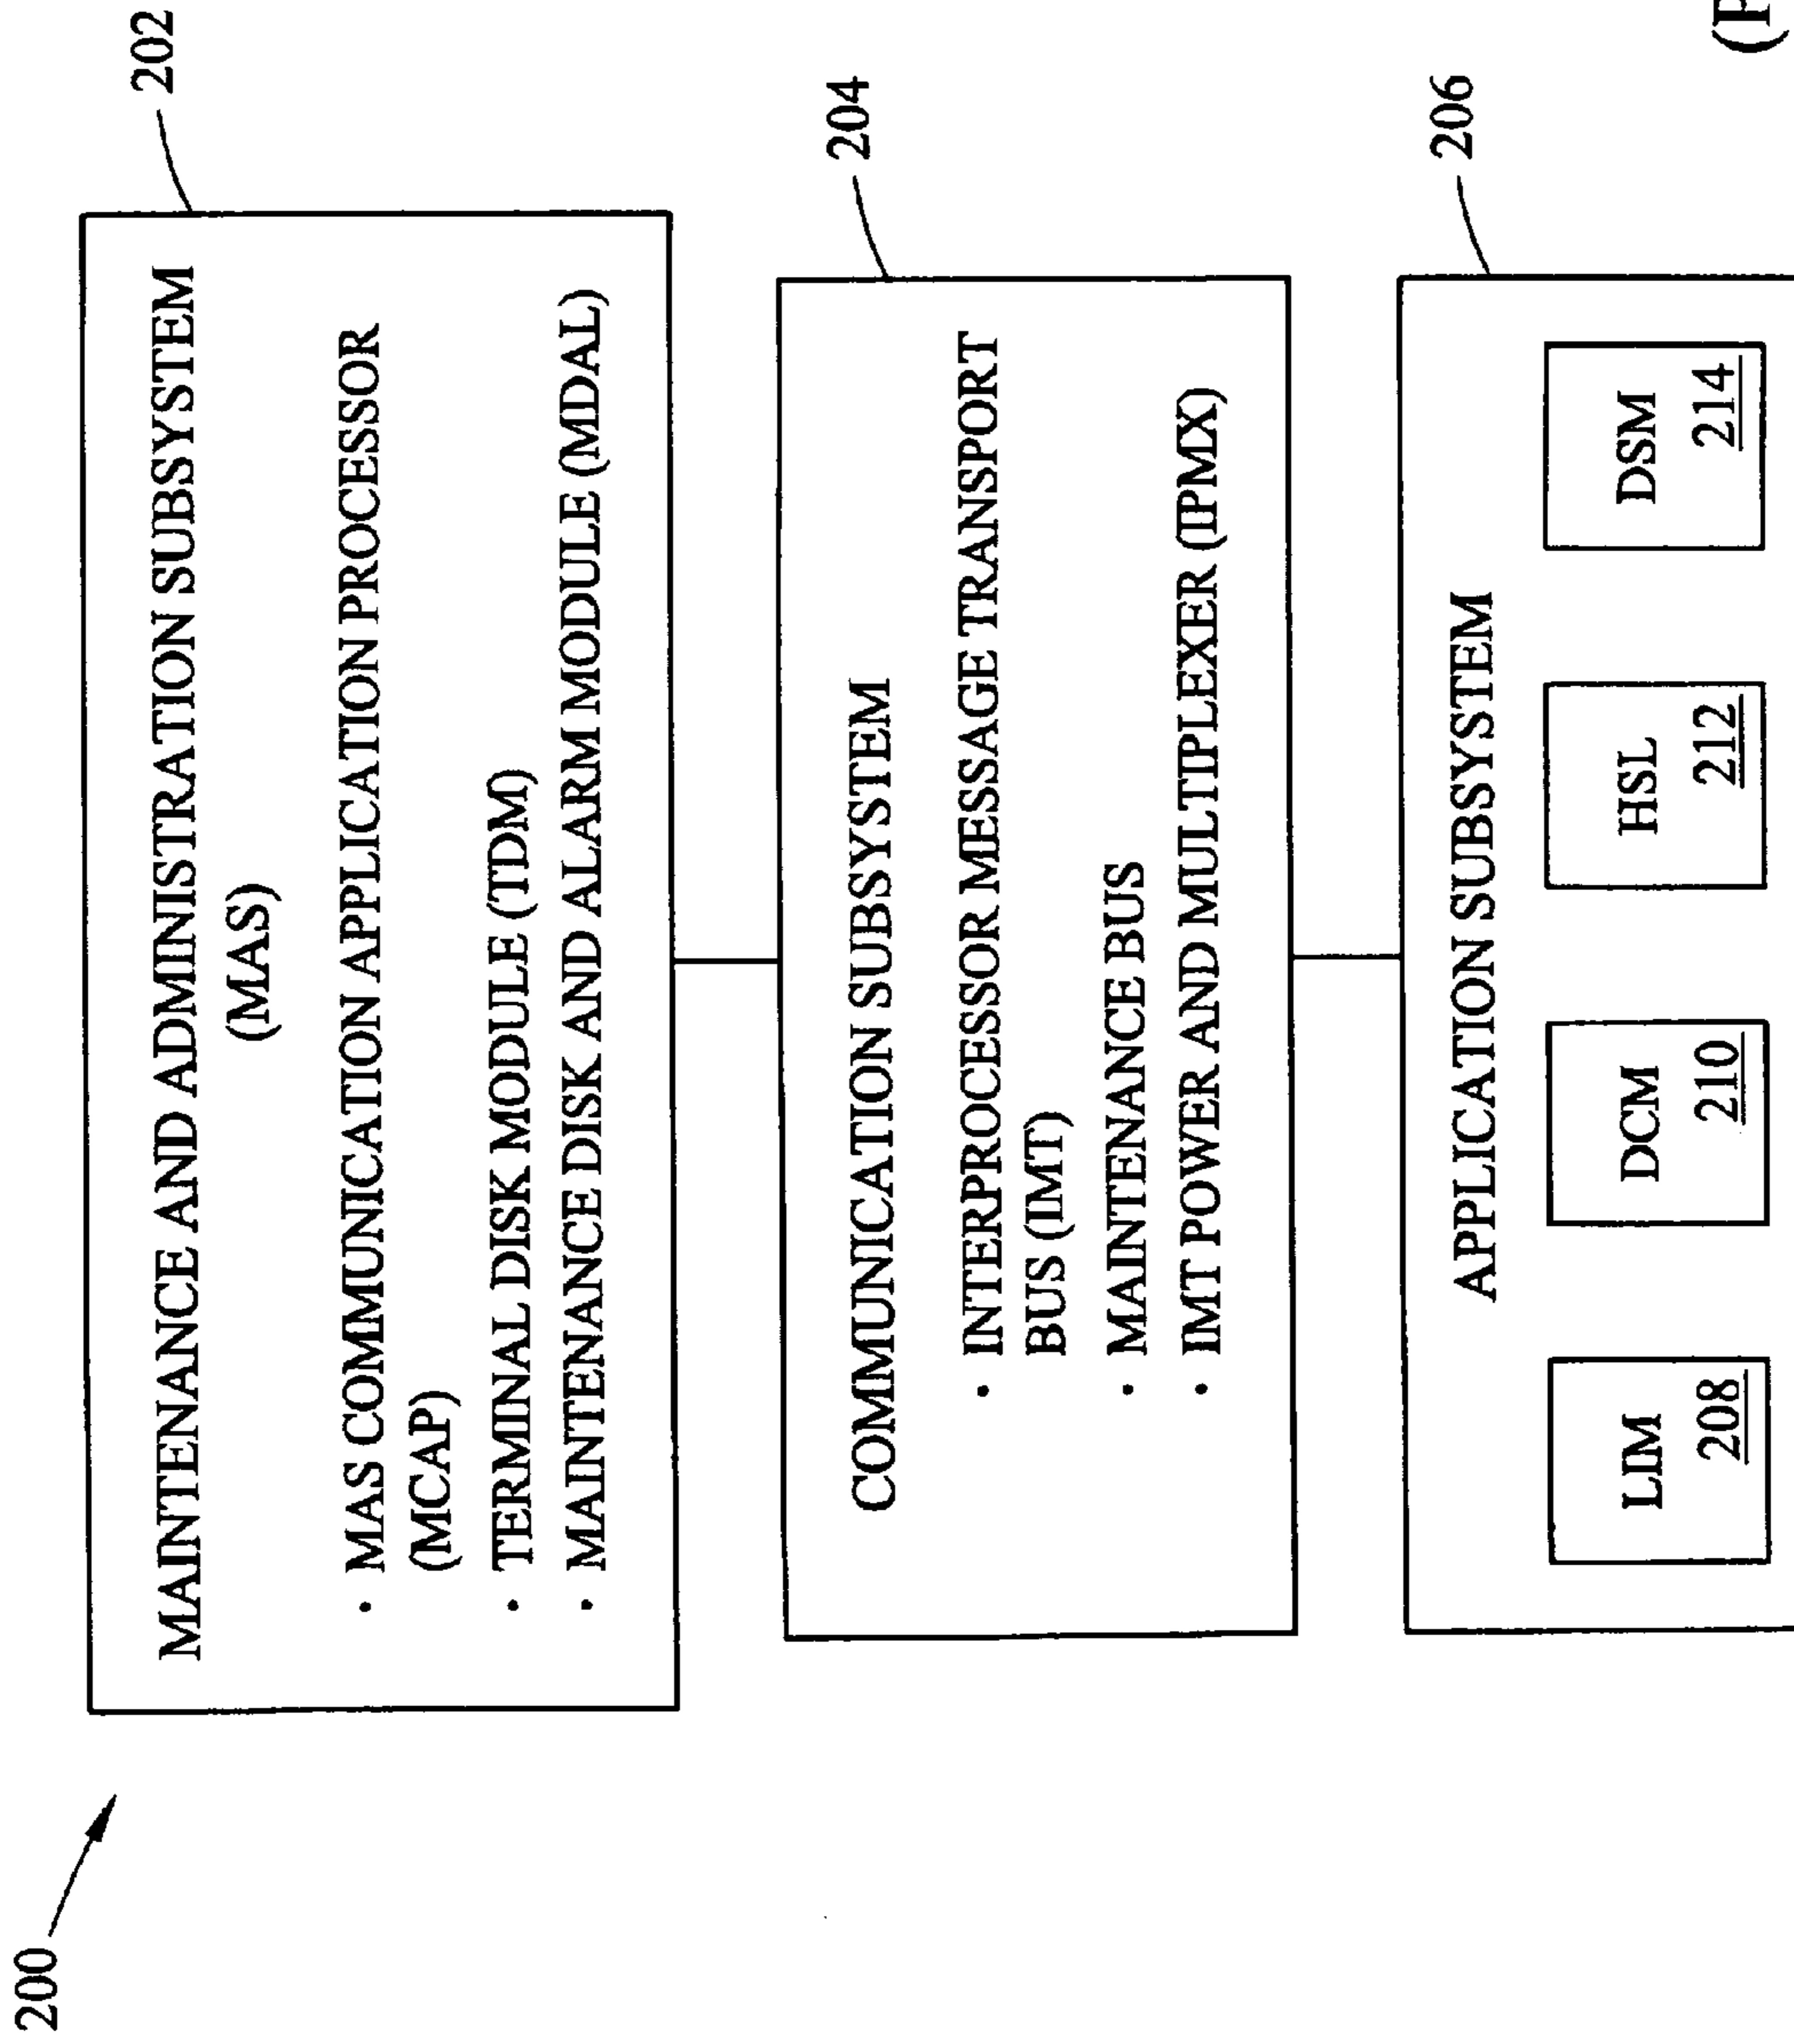 200
202
MAINTENANCE AND ADMINISTRATION SUBSYSTEM
(MAS)
· MAS COMMUNICATION APPLICATION PROCESSOR
(MCAP)
· TERMINAL DISK MODULE (TDM)
· MAINTENANCE DISK AND ALARM MODULE (MDAL)
204
COMMUNICATION SUBSYSTEM
· INTERPROCESSOR MESSAGE TRANSPORT
BUS (IMT)
· MAINTENANCE BUS
· IMT POWER AND MULTIPLEXER (IPMX)
206
APPLICATION SUBSYSTEM
LIM
208
DCM
210
HSL
212
DSM
214